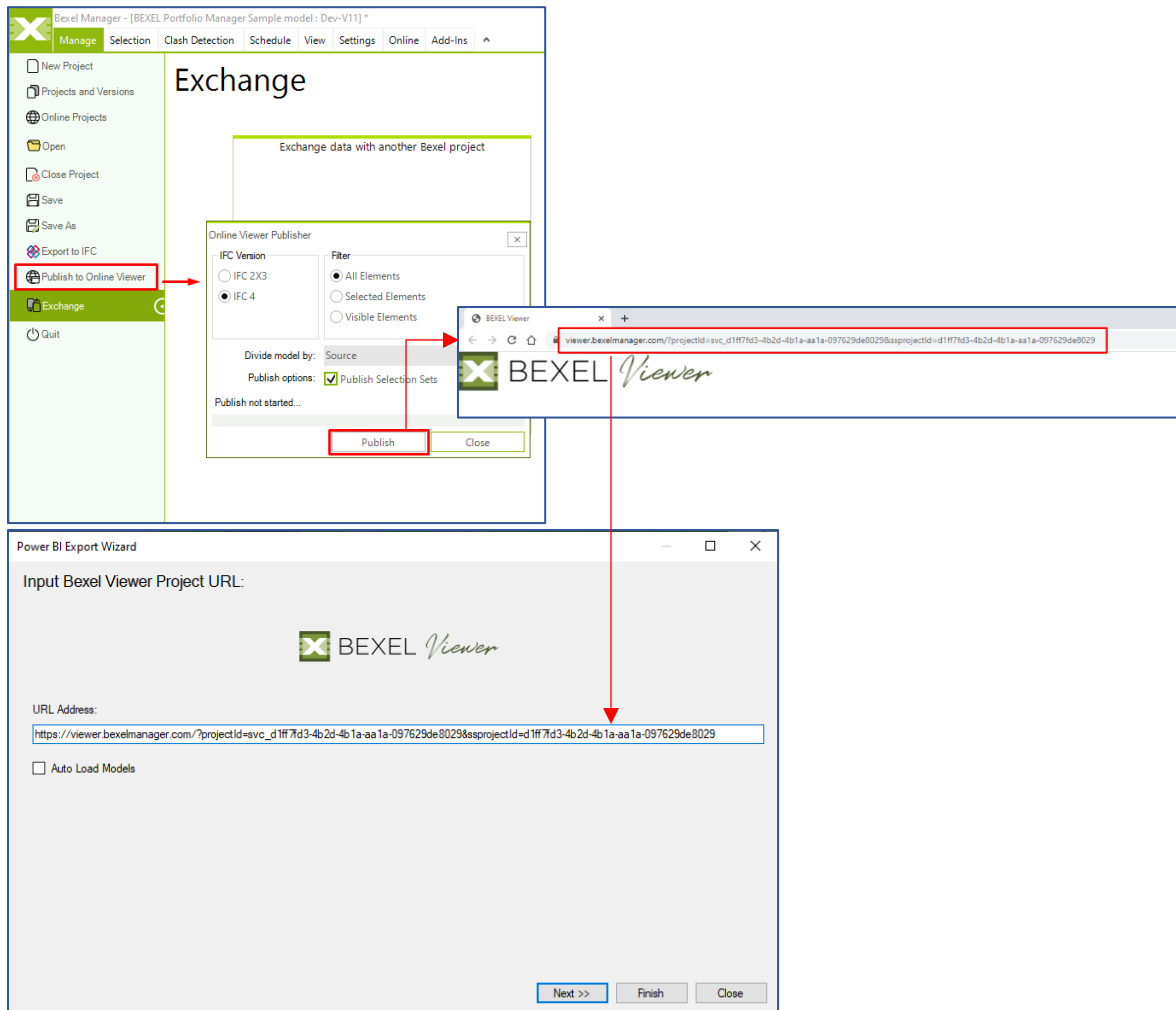 Bexel Manager - [BEXEL Portfolio Manager Sample model : Dev-V11] *
Manage Selection Clash Detection Schedule View Settings Online Add-Ins
New Project
Projects and Versions
Online Projects
Open
Close Project
Save
Save As
Export to IFC
Publish to Online Viewer
Exchange
Quit
Exchange
Exchange data with another Bexel project
Online Viewer Publisher
IFC Version
IFC 2X3
IFC 4
Filter
All Elements
Selected Elements
Visible Elements
Divide model by: Source
Publish options: Publish Selection Sets
Publish not started...
Publish Close
BEXEL Viewer
viewer.bexelmanager.com/?projectId=svc_d1ff7fd3-4b2d-4b1a-aa1a-097629de8029&ssprojectId=d1ff7fd3-4b2d-4b1a-aa1a-097629de8029
BEXEL Viewer
Power BI Export Wizard
Input Bexel Viewer Project URL:
BEXEL Viewer
URL Address:
https://viewer.bexelmanager.com/?projectId=svc_d1ff7fd3-4b2d-4b1a-aa1a-097629de8029&ssprojectId=d1ff7fd3-4b2d-4b1a-aa1a-097629de8029
Auto Load Models
Next >> Finish Close